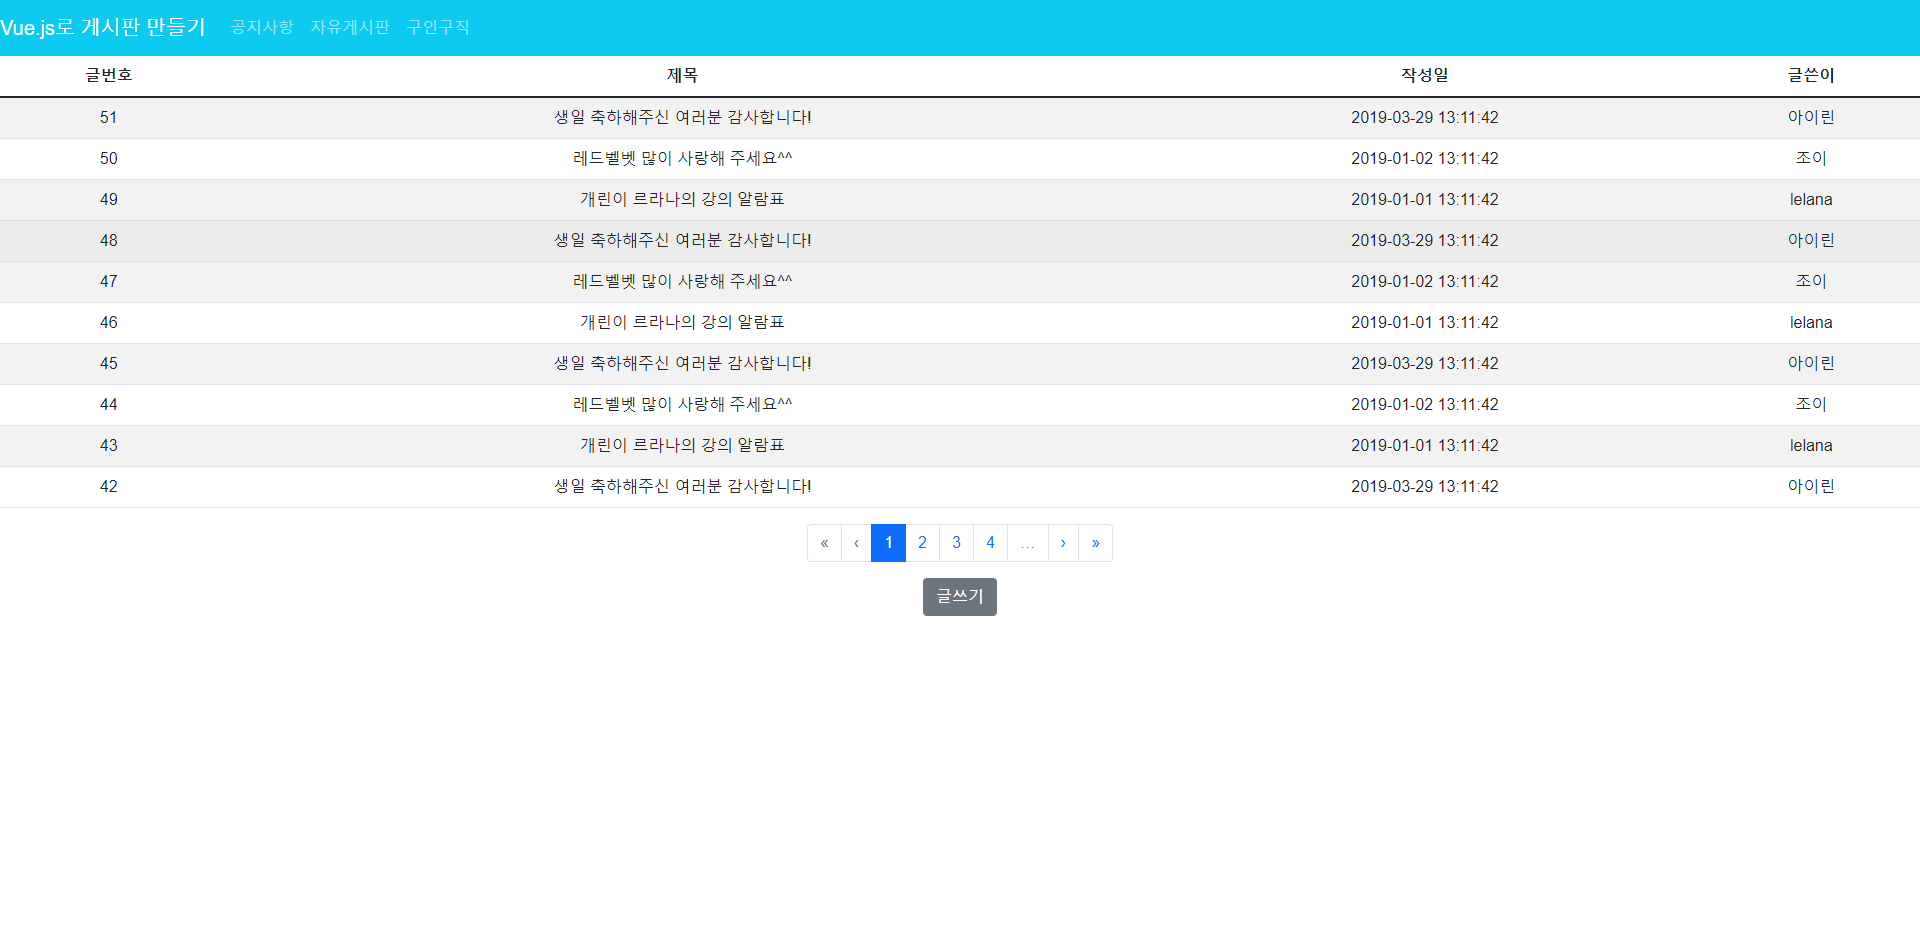 Vue.js로 게시판 만들기 공지사항 자유게시판 구인구직
글번호 제목 작성일 글쓴이
51 생일 축하해주신 여러분 감사합니다! 2019-03-29 13:11:42 아이린
50 레드벨벳 많이 사랑해 주세요^^ 2019-01-02 13:11:42 조이
49 개린이 르라나의 강의 알람표 2019-01-01 13:11:42 lelana
48 생일 축하해주신 여러분 감사합니다! 2019-03-29 13:11:42 아이린
47 레드벨벳 많이 사랑해 주세요^^ 2019-01-02 13:11:42 조이
46 개린이 르라나의 강의 알람표 2019-01-01 13:11:42 lelana
45 생일 축하해주신 여러분 감사합니다! 2019-03-29 13:11:42 아이린
44 레드벨벳 많이 사랑해 주세요^^ 2019-01-02 13:11:42 조이
43 개린이 르라나의 강의 알람표 2019-01-01 13:11:42 lelana
42 생일 축하해주신 여러분 감사합니다! 2019-03-29 13:11:42 아이린
« ‹ 1 2 3 4 … › »
글쓰기